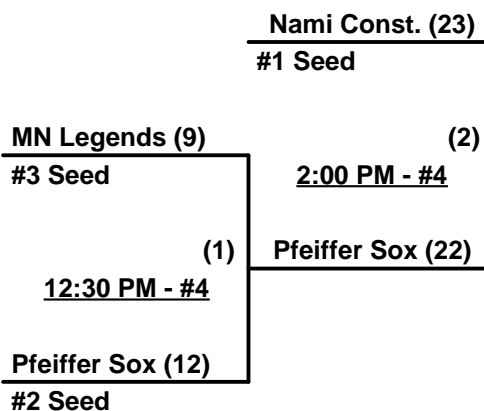 Nami Const. (23)
#1 Seed
MN Legends (9)
(2)
#3 Seed
2:00 PM - #4
(1)
Pfeiffer Sox (22)
12:30 PM - #4
Pfeiffer Sox (12)
#2 Seed